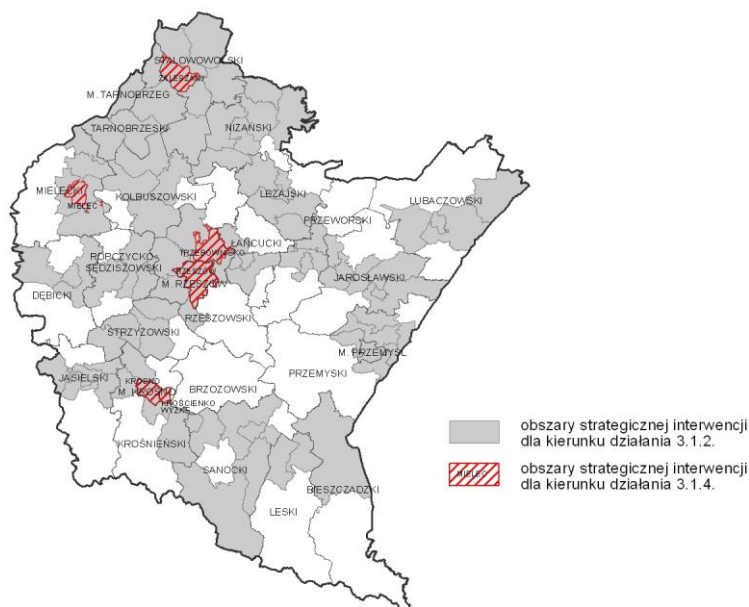 STALOWOWOLSKI
ZALESZANY
M. TARNOBRZEG
TARNOBRZESKI
NIŻAŃSKI
MIELECKI
MIELEC
KOLBUSZOWSKI
LEŻAJSKI
LUBACZOWSKI
PRZEWORSKI
ROPCZYCKO-
SĘDZISZOWSKI
TRZEBOWNISKO
ŁAŃCUCKI
RZESZÓW
M. RZESZÓW
JAROSŁAWSKI
DĘBICKI
RZESZOWSKI
STRZYŻOWSKI
M. PRZEMYŚL
JASIELSKI
KROSNO
M. KROSNO
BRZOZOWSKI
PRZEMYSKI
KROŚCIENKO
WYŻNE
KROŚNIEŃSKI
SANOCKI
BIESZCZADZKI
LESKI
obszary strategicznej interwencji
dla kierunku działania 3.1.2.
MIELEC
obszary strategicznej interwencji
dla kierunku działania 3.1.4.